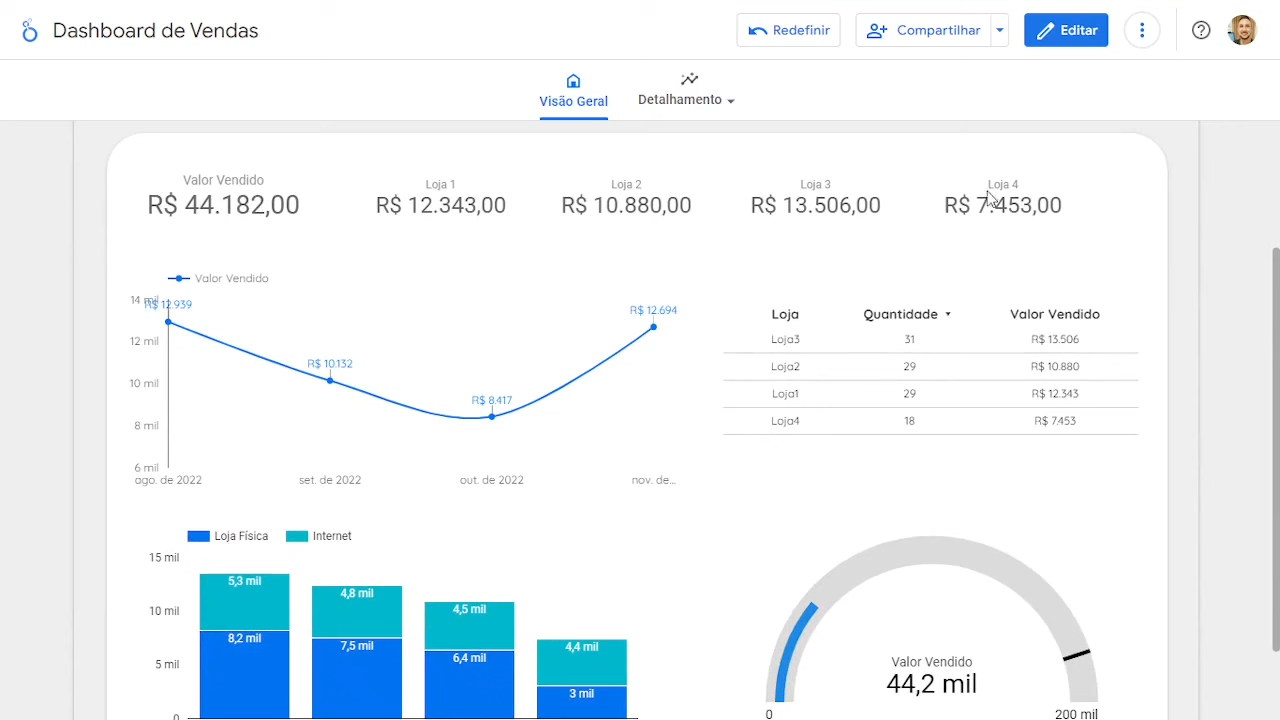 Dashboard de Vendas
Redefinir
Compartilhar
Editar
Visão Geral
Detalhamento
Valor Vendido
R$ 44.182,00
Loja 1
R$ 12.343,00
Loja 2
R$ 10.880,00
Loja 3
R$ 13.506,00
Loja 4
R$ 7.453,00
Valor Vendido
14 mil
12 mil
10 mil
8 mil
6 mil
R$ 12.939
R$ 10.132
R$ 8.417
R$ 12.694
ago. de 2022
set. de 2022
out. de 2022
nov. de...
Loja Quantidade Valor Vendido
Loja3 31 R$ 13.506
Loja2 29 R$ 10.880
Loja1 29 R$ 12.343
Loja4 18 R$ 7.453
Loja Física
Internet
15 mil
10 mil
5 mil
0
5,3 mil
8,2 mil
4,8 mil
7,5 mil
4,5 mil
6,4 mil
4,4 mil
3 mil
Valor Vendido
44,2 mil
0
200 mil